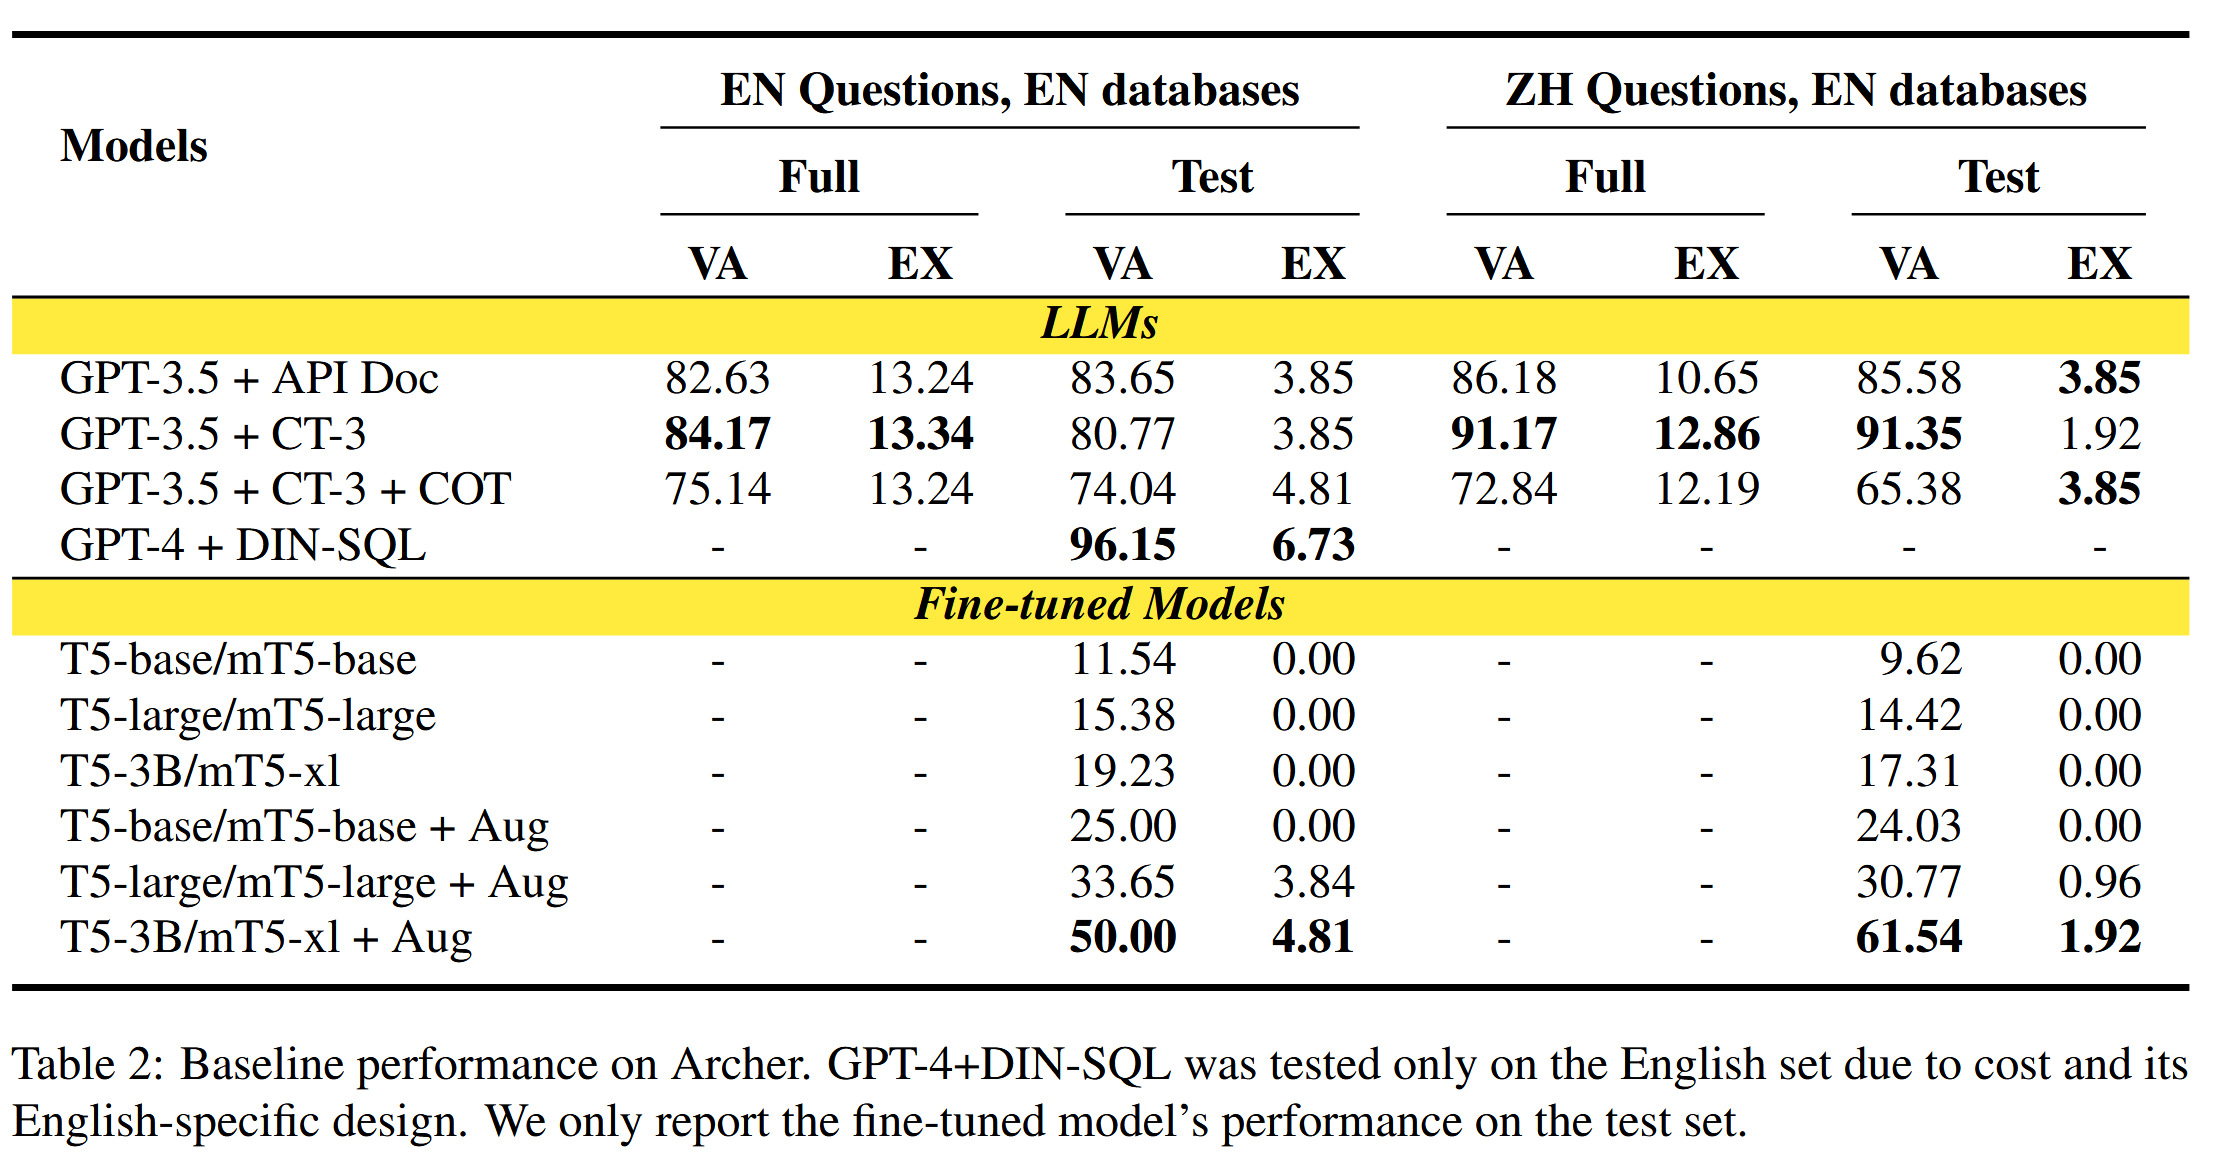 EN Questions, EN databases ZH Questions, EN databases
Models
Full Test Full Test
VA EX VA EX VA EX VA EX
LLMs
GPT-3.5 + API Doc 82.63 13.24 83.65 3.85 86.18 10.65 85.58 3.85
GPT-3.5 + CT-3 84.17 13.34 80.77 3.85 91.17 12.86 91.35 1.92
GPT-3.5 + CT-3 + COT 75.14 13.24 74.04 4.81 72.84 12.19 65.38 3.85
GPT-4 + DIN-SQL - - 96.15 6.73 - - - -
Fine-tuned Models
T5-base/mT5-base - - 11.54 0.00 - - 9.62 0.00
T5-large/mT5-large - - 15.38 0.00 - - 14.42 0.00
T5-3B/mT5-xl - - 19.23 0.00 - - 17.31 0.00
T5-base/mT5-base + Aug - - 25.00 0.00 - - 24.03 0.00
T5-large/mT5-large + Aug - - 33.65 3.84 - - 30.77 0.96
T5-3B/mT5-xl + Aug - - 50.00 4.81 - - 61.54 1.92
Table 2: Baseline performance on Archer. GPT-4+DIN-SQL was tested only on the English set due to cost and its
English-specific design. We only report the fine-tuned model's performance on the test set.